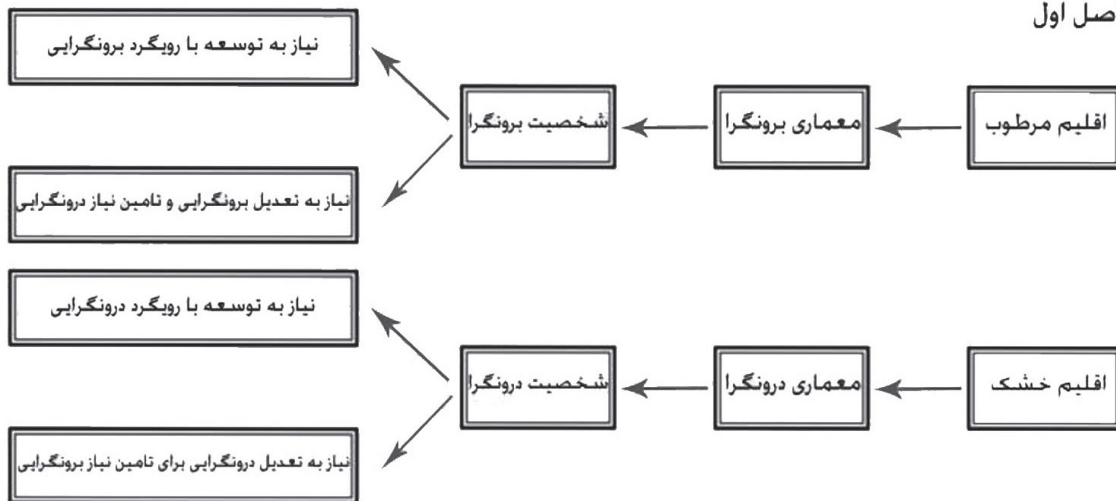 صل اول
اقلیم مرطوب
معماری برونگرا
شخصیت برونگرا
نیاز به توسعه با رویگرد برونگرایی
نیاز به تعدیل برونگرایی و تامین نیاز درونگرایی
اقلیم خشک
معماری درونگرا
شخصیت درونگرا
نیاز به توسعه با رویگرد درونگرایی
نیاز به تعدیل درونگرایی برای تامین نیاز برونگرایی